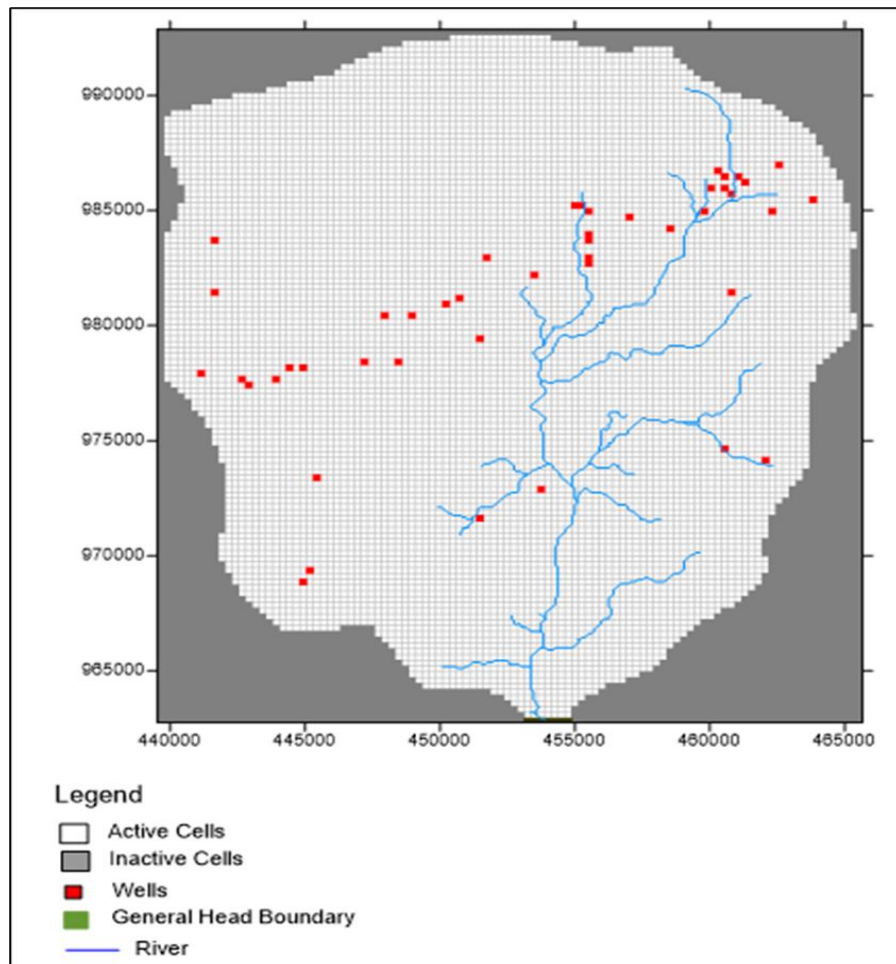 990000
985000
980000
975000
970000
965000
440000 445000 450000 455000 460000 465000
Legend
Active Cells
Inactive Cells
Wells
General Head Boundary
River